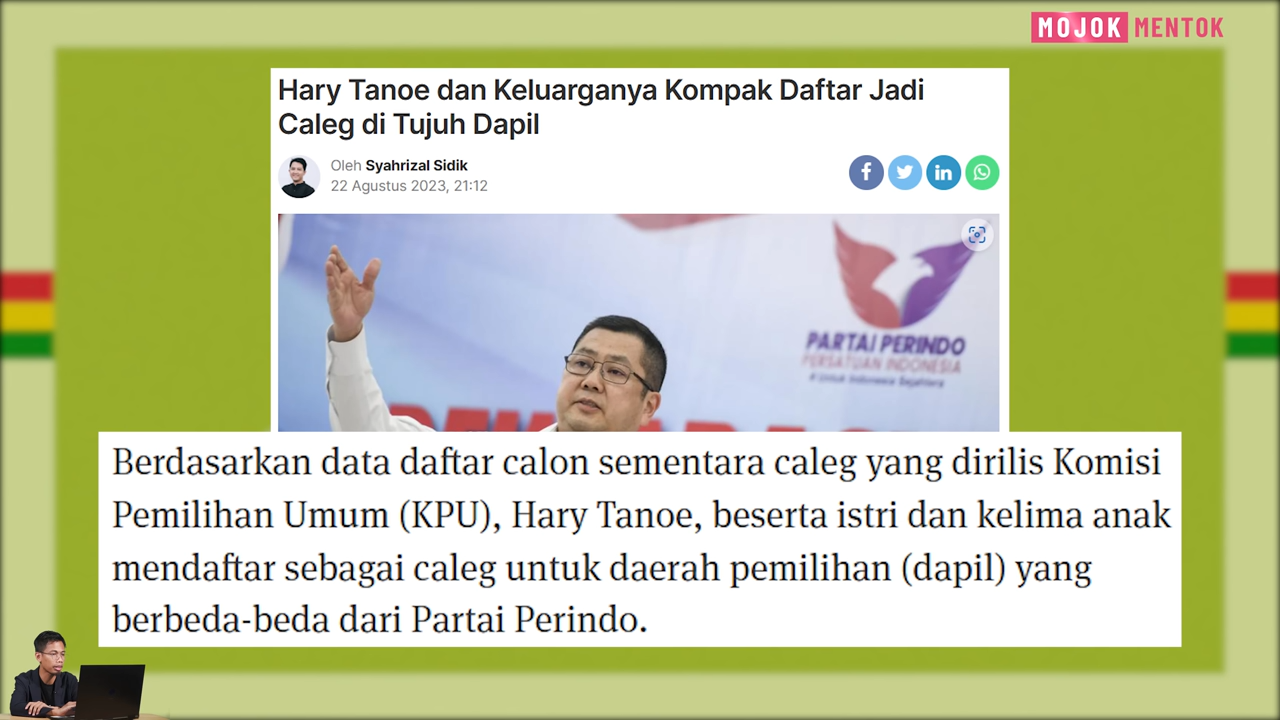 MOJOK MENTOK
Hary Tanoe dan Keluarganya Kompak Daftar Jadi
Caleg di Tujuh Dapil
Oleh Syahrizal Sidik
22 Agustus 2023, 21:12
PARTAI PERINDO
PERSATUAN INDONESIA
# Untuk Indonesia Sejahtera
Berdasarkan data daftar calon sementara caleg yang dirilis Komisi
Pemilihan Umum (KPU), Hary Tanoe, beserta istri dan kelima anak
mendaftar sebagai caleg untuk daerah pemilihan (dapil) yang
berbeda-beda dari Partai Perindo.